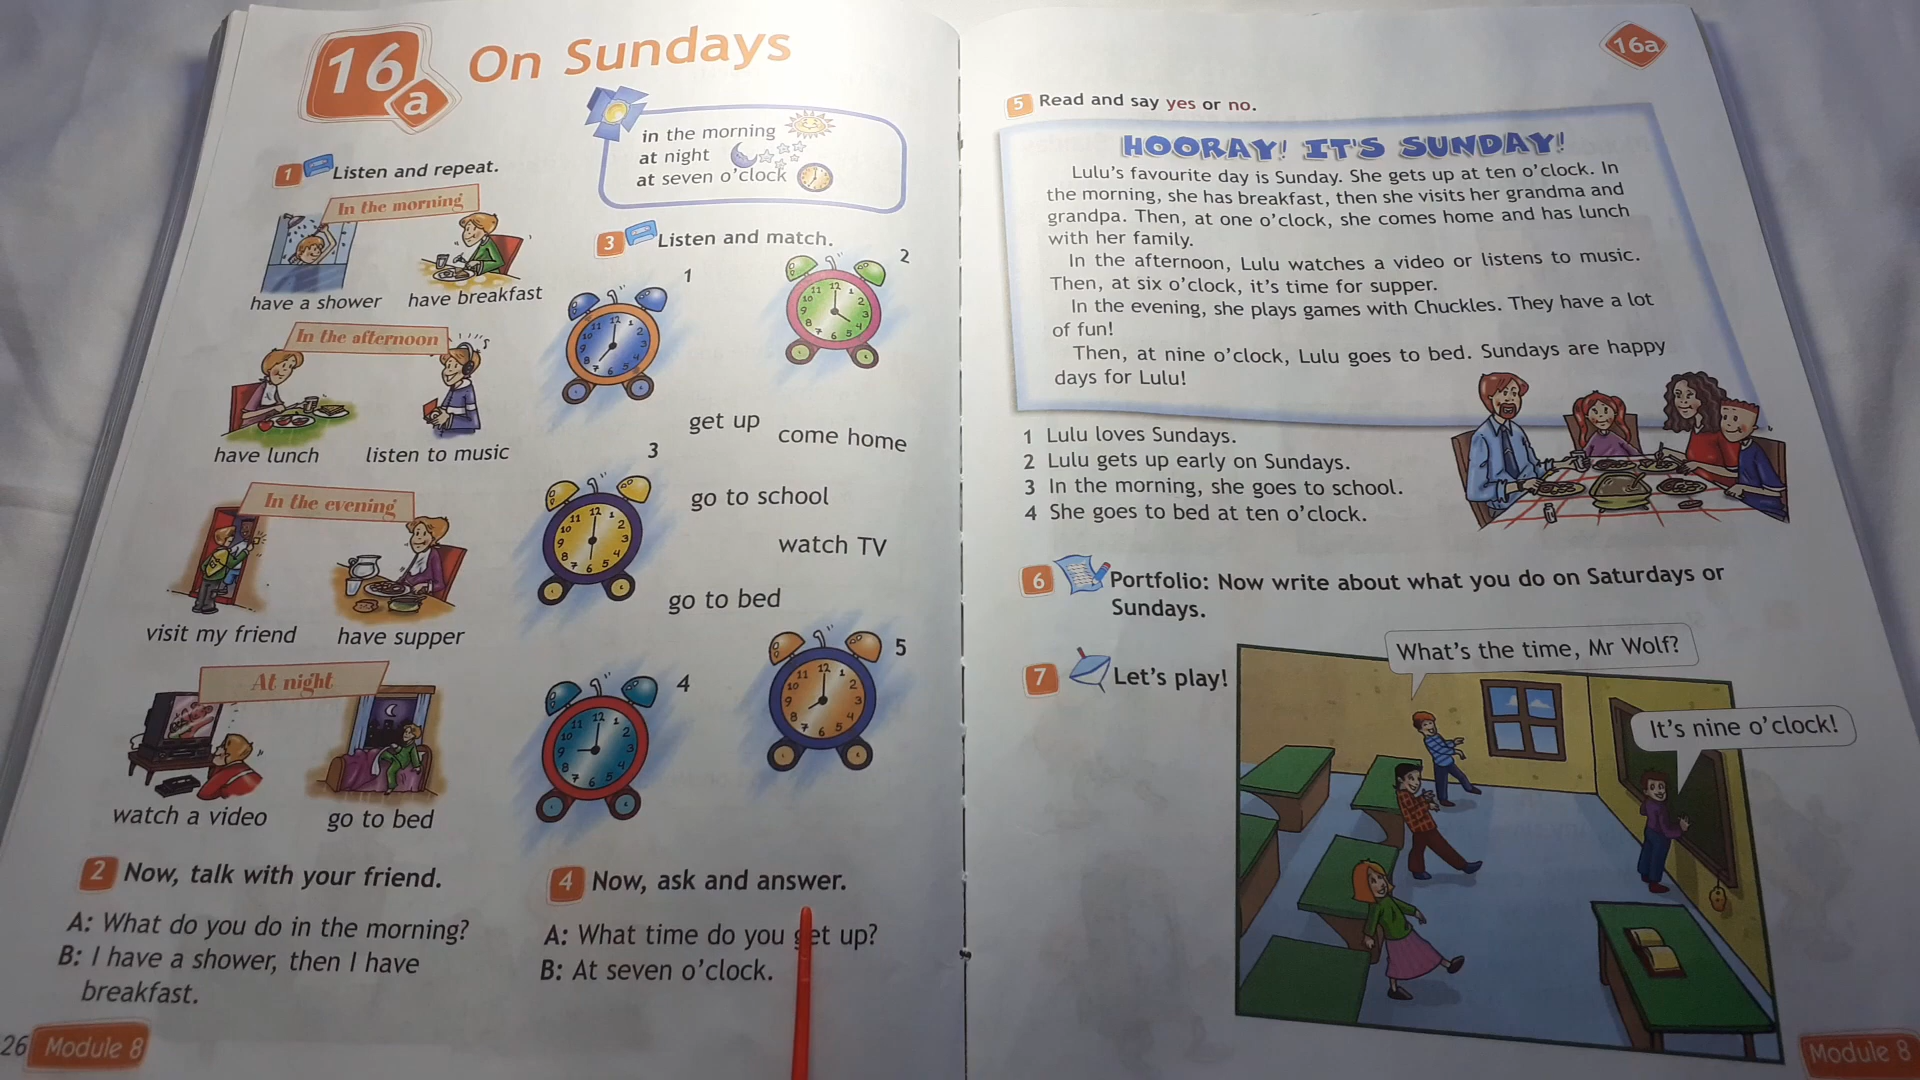 16
a
On Sundays
in the morning
at night
at seven o'clock
1 Listen and repeat.
In the morning
have a shower
have breakfast
In the afternoon
have lunch
listen to music
In the evening
visit my friend
have supper
At night
watch a video
go to bed
2 Now, talk with your friend.
A: What do you do in the morning?
B: I have a shower, then I have
breakfast.
3 Listen and match.
1
2
get up
come home
3
go to school
watch TV
go to bed
5
4
4 Now, ask and answer.
A: What time do you get up?
B: At seven o'clock.
26 Module 8
16a
5 Read and say yes or no.
HOORAY! IT'S SUNDAY!
Lulu's favourite day is Sunday. She gets up at ten o'clock. In
the morning, she has breakfast, then she visits her grandma and
grandpa. Then, at one o'clock, she comes home and has lunch
with her family.
In the afternoon, Lulu watches a video or listens to music.
Then, at six o'clock, it's time for supper.
In the evening, she plays games with Chuckles. They have a lot
of fun!
Then, at nine o'clock, Lulu goes to bed. Sundays are happy
days for Lulu!
1 Lulu loves Sundays.
2 Lulu gets up early on Sundays.
3 In the morning, she goes to school.
4 She goes to bed at ten o'clock.
6 Portfolio: Now write about what you do on Saturdays or
Sundays.
7 Let's play!
What's the time, Mr Wolf?
It's nine o'clock!
Module 8